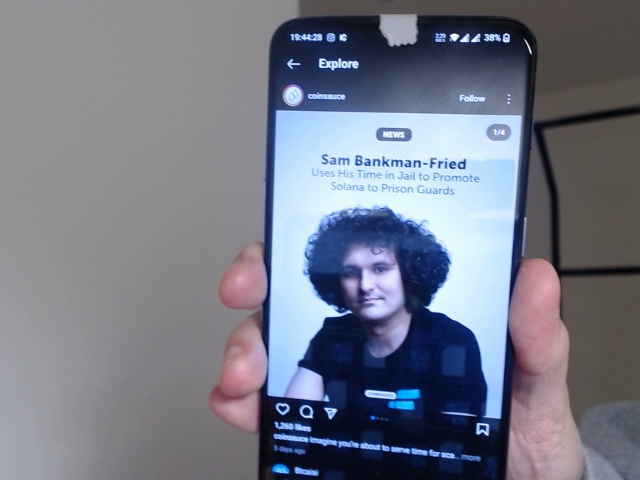 19:44:28
38%
Explore
coinsauce
Follow
NEWS
1/4
Sam Bankman-Fried
Uses His Time in Jail to Promote
Solana to Prison Guards
1,260 likes
coinsauce Imagine you're about to serve time for sca... more
5 days ago